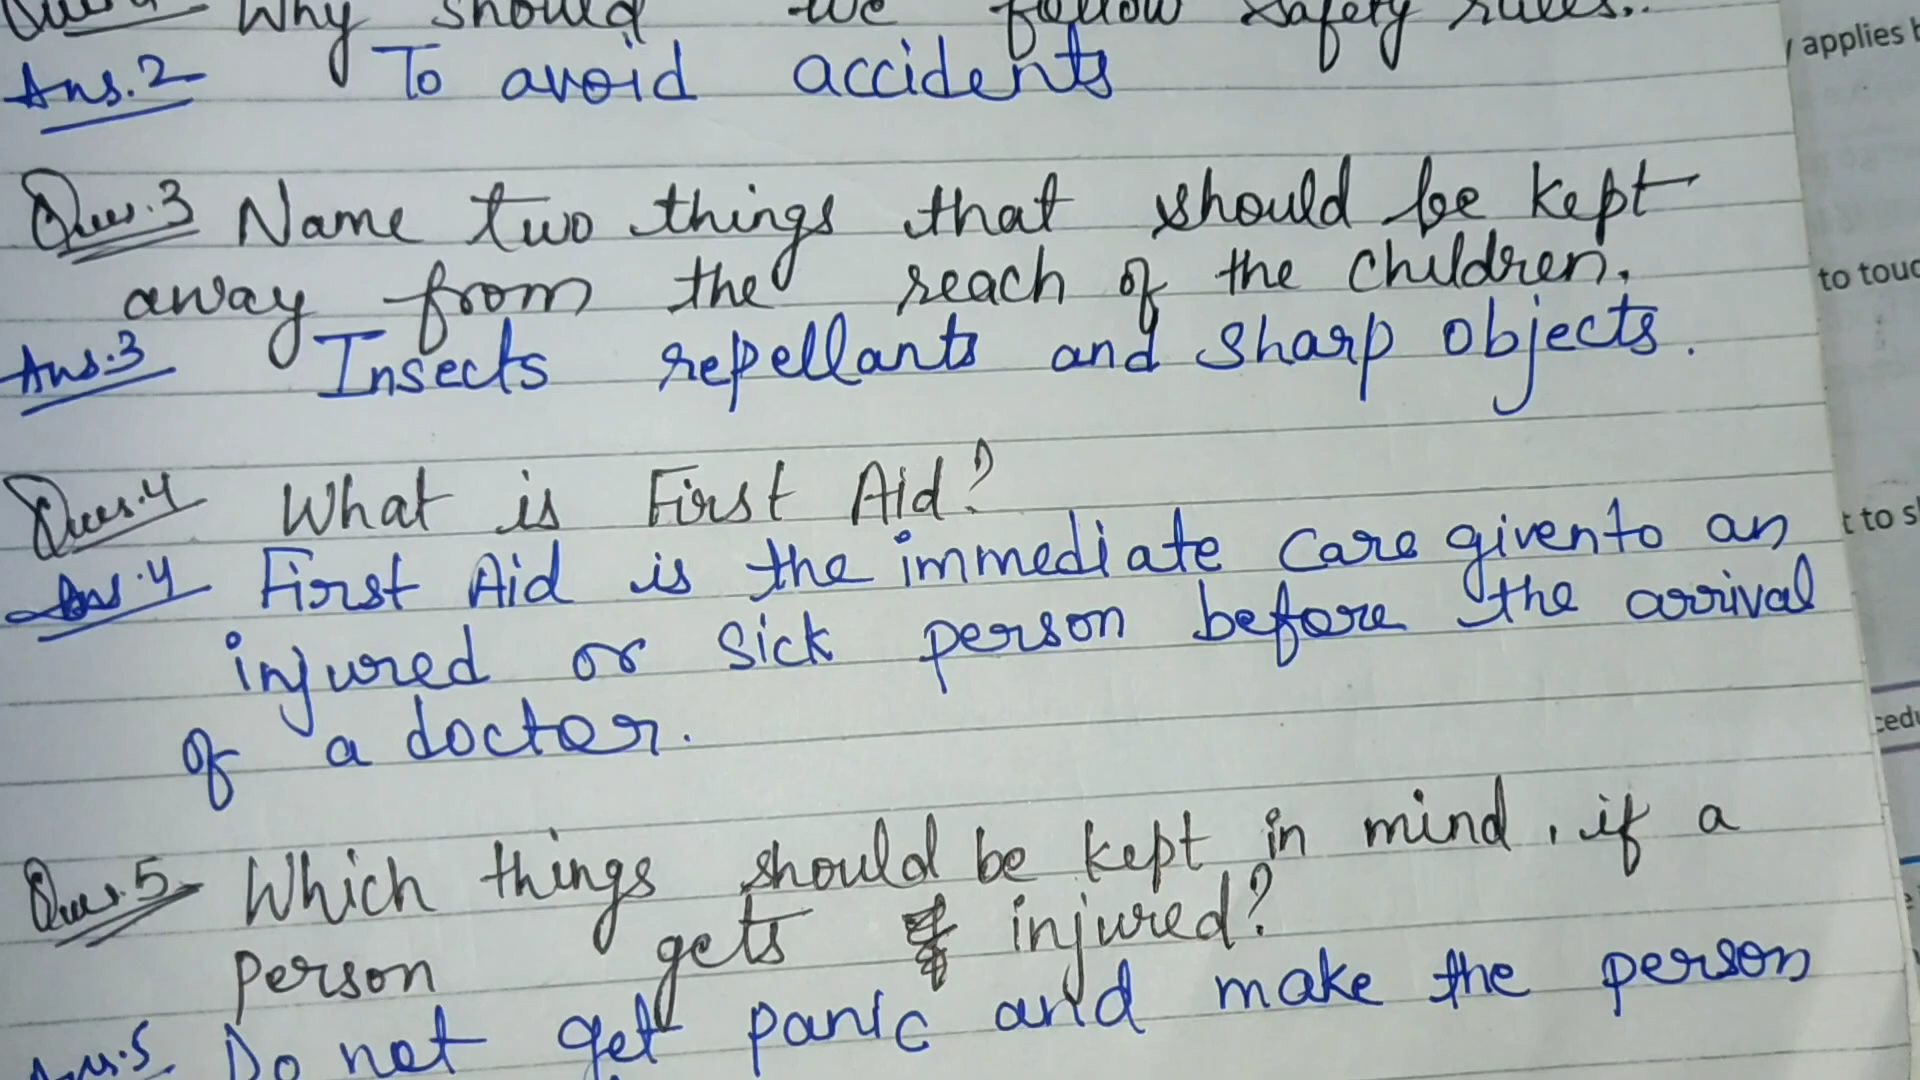 Why should we follow safety rules.
Ans.2 To avoid accidents
Ques.3 Name two things that should be kept
away from the reach of the children.
Ans.3 Insects repellants and sharp objects.
Ques.4 What is First Aid?
Ans.4 First Aid is the immediate care given to an
injured or sick person before the arrival
of a doctor.
Ques.5 Which things should be kept in mind, if a
person gets injured?
Ans.5 Do not get panic and make the person
applies
to
to